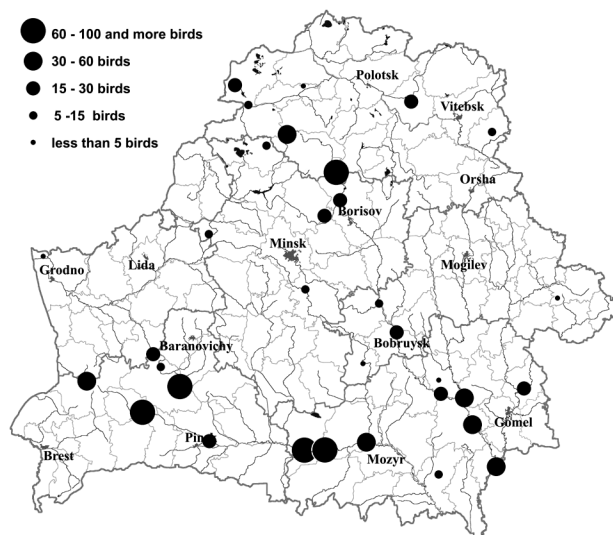 60 - 100 and more birds
30 - 60 birds
15 - 30 birds
5 -15 birds
less than 5 birds
Polotsk
Vitebsk
Orsha
Borisov
Minsk
Mogilev
Grodno
Lida
Baranovichy
Bobruysk
Gomel
Pin
Brest
Mozyr